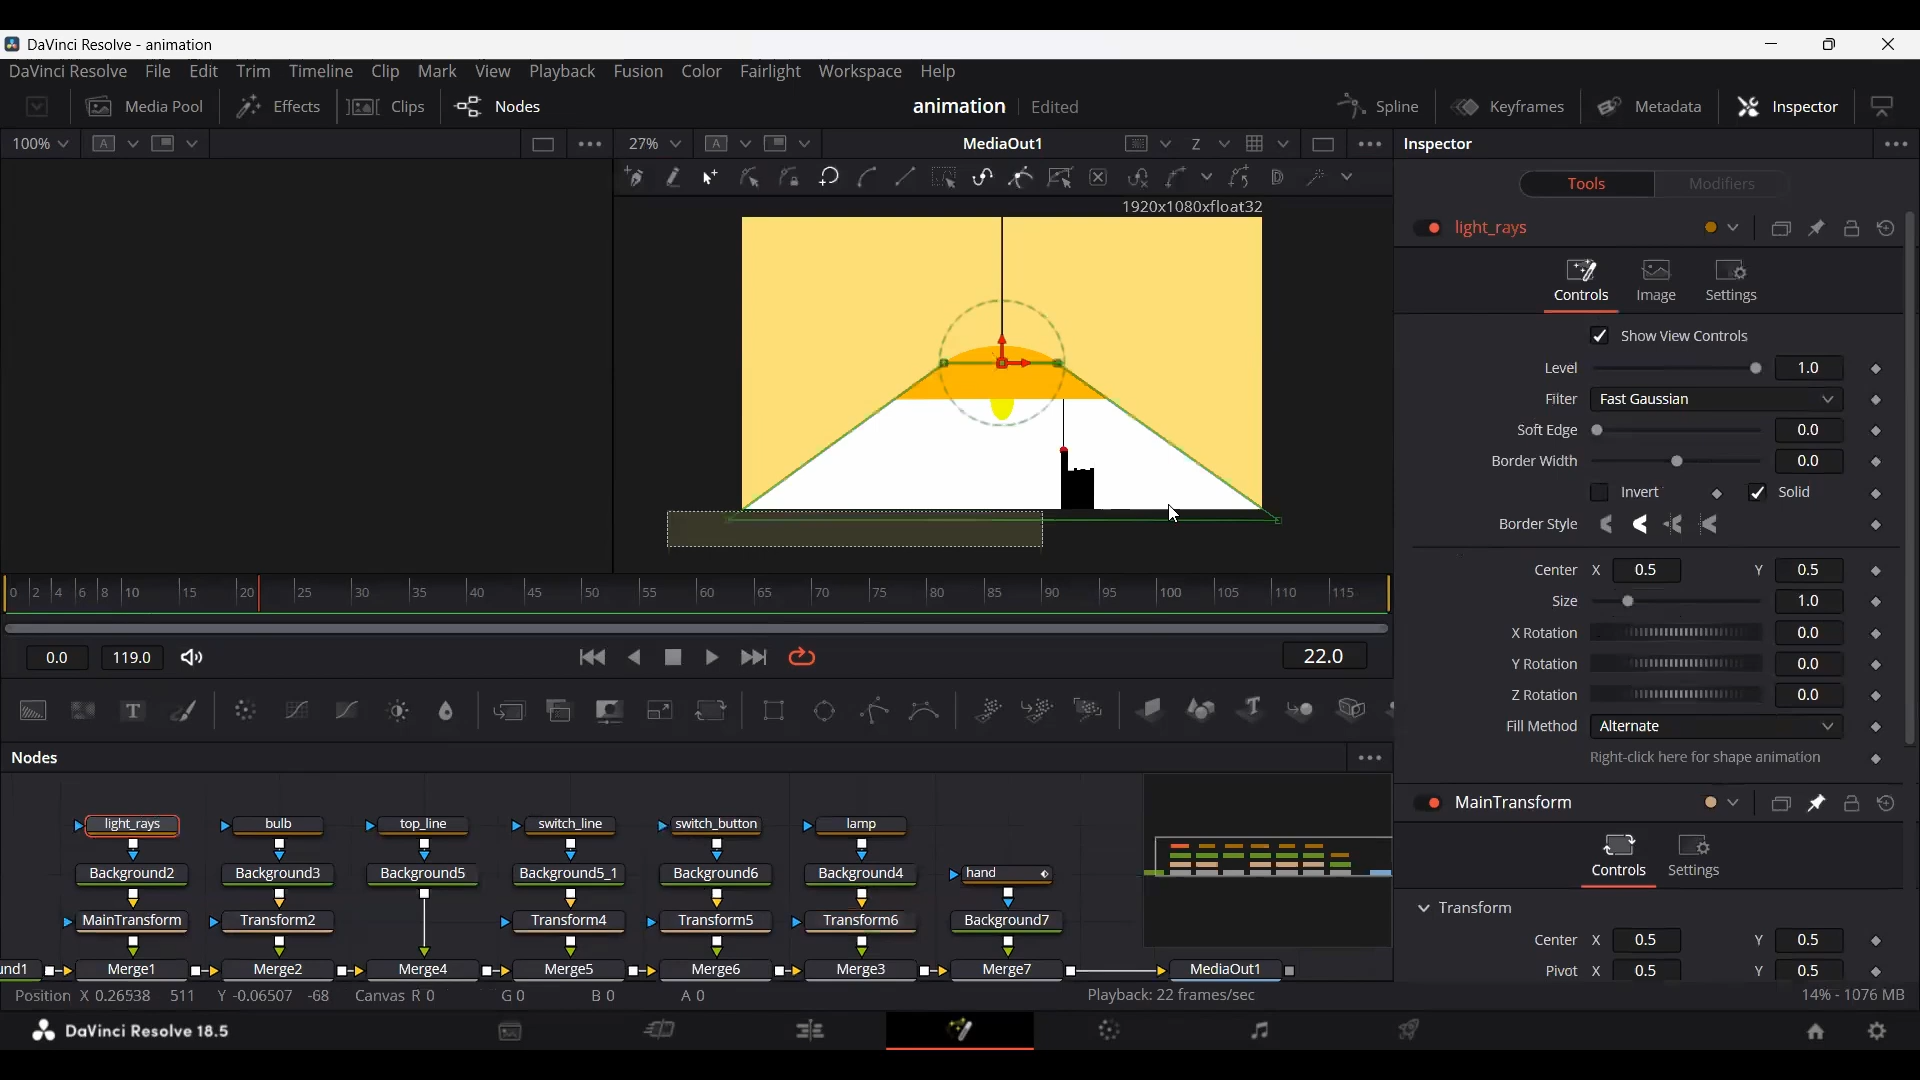 DaVinci Resolve - animation
DaVinci Resolve File Edit Trim Timeline Clip Mark View Playback Fusion Color Fairlight Workspace Help
Media Pool Effects Clips Nodes animation Edited Spline Keyframes Metadata Inspector
100% A 27% A MediaOut1 Z Inspector
Tools Modifiers
1920x1080xfloat32
light_rays
Controls Image Settings
Show View Controls
Level 1.0
Filter Fast Gaussian
Soft Edge 0.0
Border Width 0.0
Invert Solid
Border Style
Center X 0.5 Y 0.5
Size 1.0
X Rotation 0.0
Y Rotation 0.0
Z Rotation 0.0
Fill Method Alternate
Right-click here for shape animation
MainTransform
Controls Settings
Transform
Center X 0.5 Y 0.5
Pivot X 0.5 Y 0.5
0 2 4 6 8 10 15 20 25 30 35 40 45 50 55 60 65 70 75 80 85 90 95 100 105 110 115
0.0 119.0 22.0
T T
Nodes
light_rays bulb top_line switch_line switch_button lamp
Background2 Background3 Background5 Background5_1 Background6 Background4 hand
MainTransform Transform2 Transform4 Transform5 Transform6 Background7
und1 Merge1 Merge2 Merge4 Merge5 Merge6 Merge3 Merge7 MediaOut1
Position X 0.26538 511 Y -0.06507 -68 Canvas R 0 G 0 B 0 A 0 Playback: 22 frames/sec 14% - 1076 MB
DaVinci Resolve 18.5